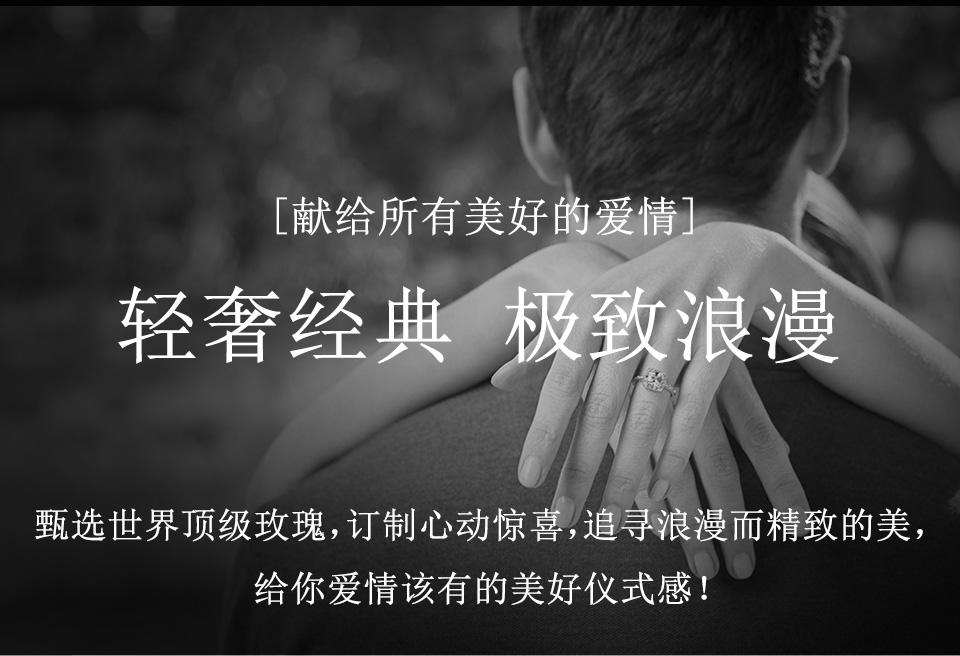 [献给所有美好的爱情]
轻奢经典 极致浪漫
甄选世界顶级玫瑰,订制心动惊喜,追寻浪漫而精致的美,
给你爱情该有的美好仪式感!